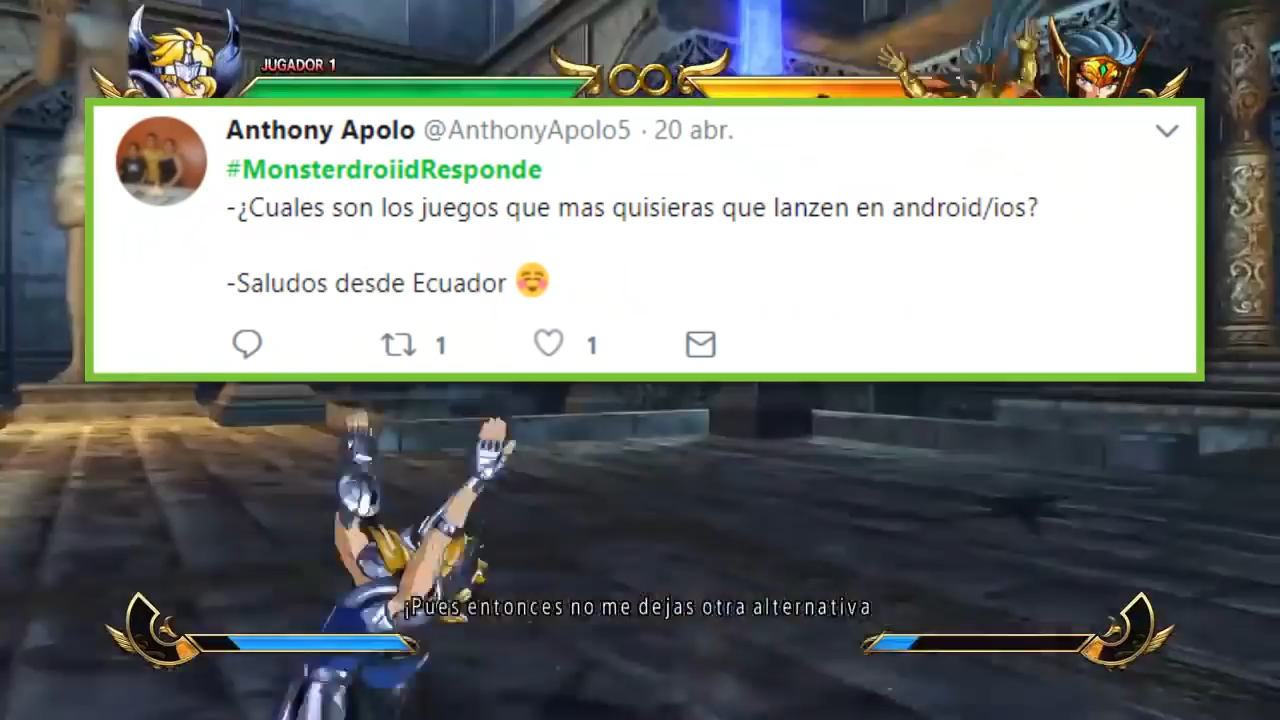 JUGADOR 1
Anthony Apolo @AnthonyApolo5 · 20 abr.
#MonsterdroiidResponde
-¿Cuales son los juegos que mas quisieras que lanzen en android/ios?
-Saludos desde Ecuador ☺️
1 1
¡Pues entonces no me dejas otra alternativa